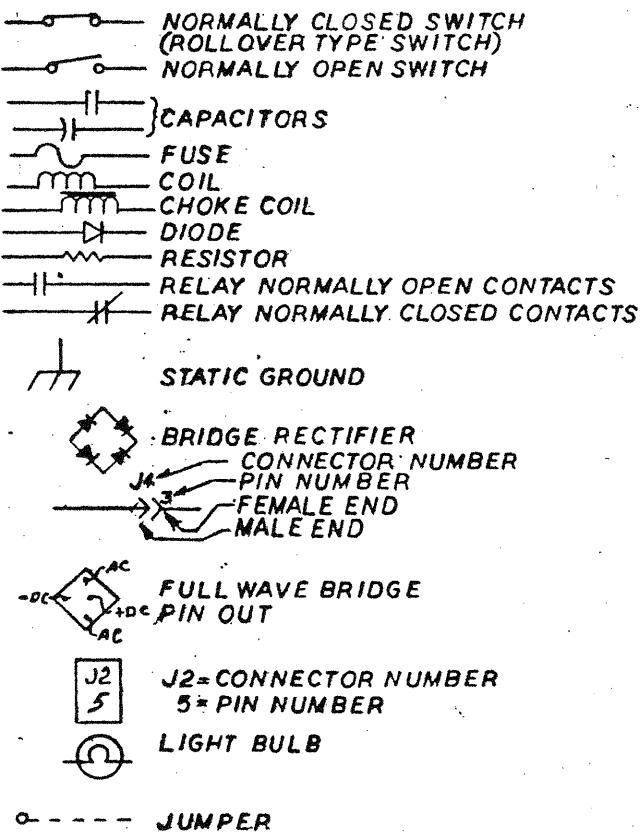 NORMALLY CLOSED SWITCH
(ROLLOVER TYPE SWITCH)
NORMALLY OPEN SWITCH
CAPACITORS
FUSE
COIL
CHOKE COIL
DIODE
RESISTOR
RELAY NORMALLY OPEN CONTACTS
RELAY NORMALLY CLOSED CONTACTS
STATIC GROUND
BRIDGE RECTIFIER
CONNECTOR NUMBER
J4 PIN NUMBER
3 FEMALE END
MALE END
AC
FULL WAVE BRIDGE
-DC +DC PIN OUT
AC
J2 J2=CONNECTOR NUMBER
5 5=PIN NUMBER
LIGHT BULB
JUMPER